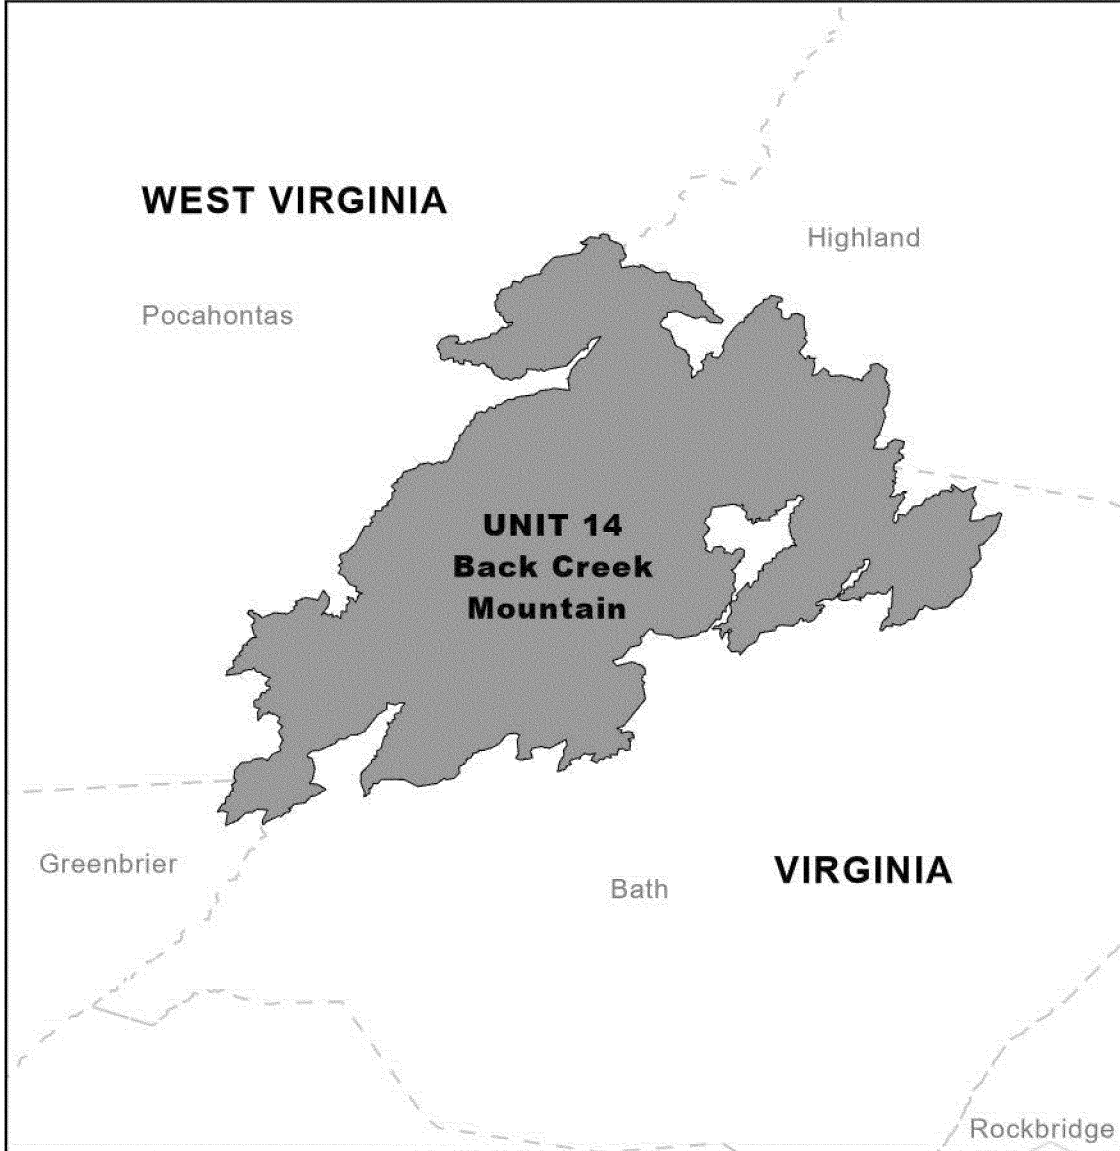 WEST VIRGINIA
Highland
Pocahontas
UNIT 14
Back Creek
Mountain
Greenbrier
Bath
VIRGINIA
Rockbridge